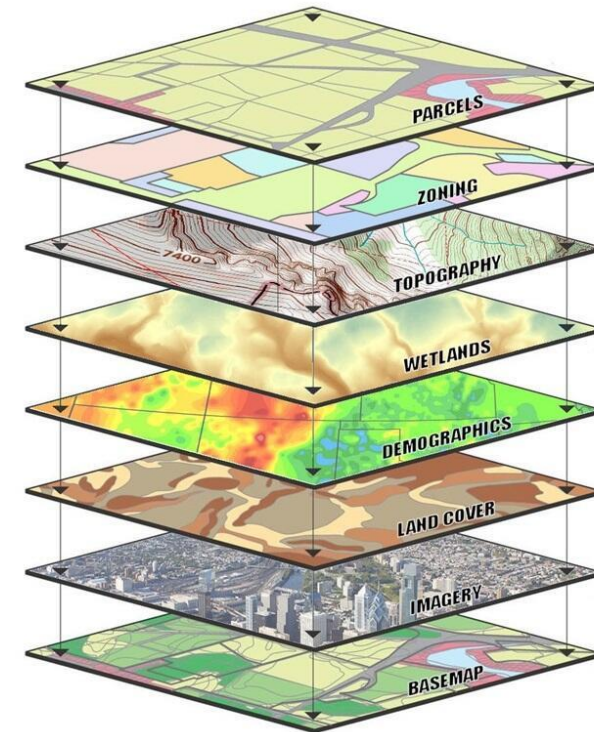 PARCELS
ZONING
7400
TOPOGRAPHY
WETLANDS
DEMOGRAPHICS
LAND COVER
IMAGERY
BASEMAP